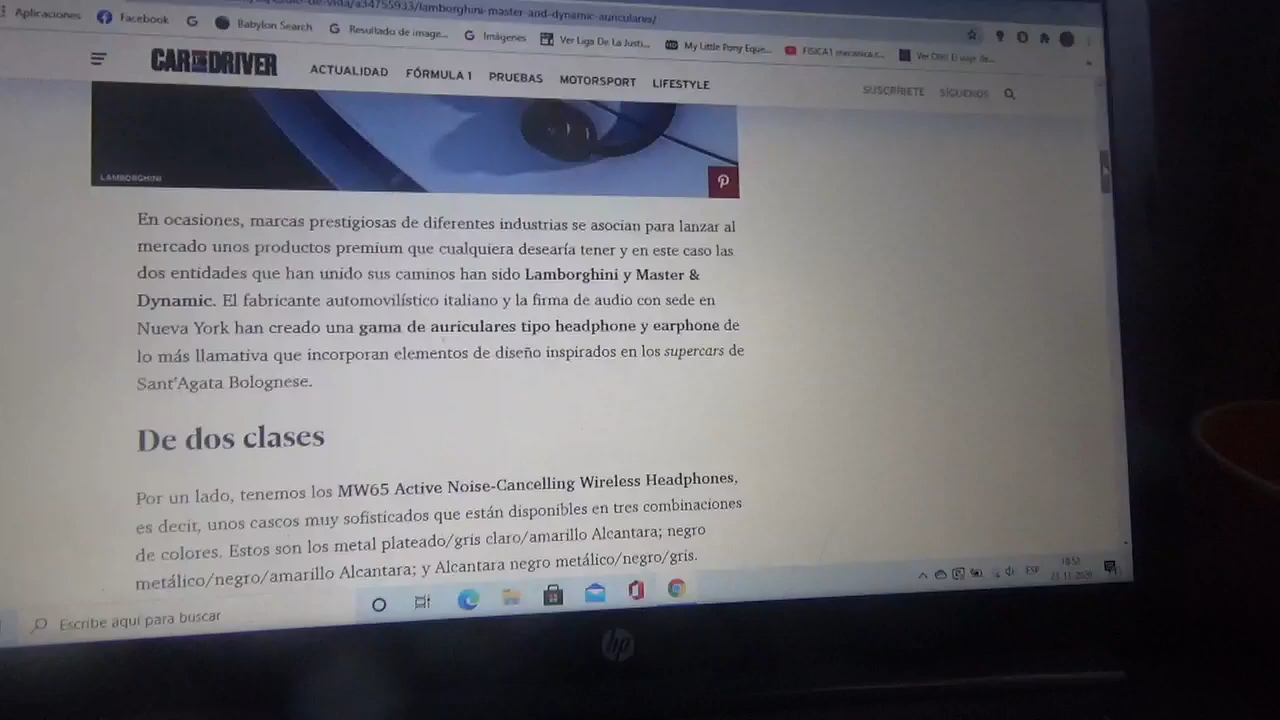 lamborghini-master-and-dynamic-auriculares/
Aplicaciones Facebook Babylon Search Resultado de image... Imágenes Ver Liga De La Justi... My Little Pony Eque...
CAR AND DRIVER ACTUALIDAD FÓRMULA 1 PRUEBAS MOTORSPORT LIFESTYLE SUSCRÍBETE SÍGUENOS
LAMBORGHINI
En ocasiones, marcas prestigiosas de diferentes industrias se asocian para lanzar al
mercado unos productos premium que cualquiera desearía tener y en este caso las
dos entidades que han unido sus caminos han sido Lamborghini y Master &
Dynamic. El fabricante automovilístico italiano y la firma de audio con sede en
Nueva York han creado una gama de auriculares tipo headphone y earphone de
lo más llamativa que incorporan elementos de diseño inspirados en los supercars de
Sant'Agata Bolognese.
De dos clases
Por un lado, tenemos los MW65 Active Noise-Cancelling Wireless Headphones,
es decir, unos cascos muy sofisticados que están disponibles en tres combinaciones
de colores. Estos son los metal plateado/gris claro/amarillo Alcantara; negro
metálico/negro/amarillo Alcantara; y Alcantara negro metálico/negro/gris.
Escribe aquí para buscar
ESP
hp